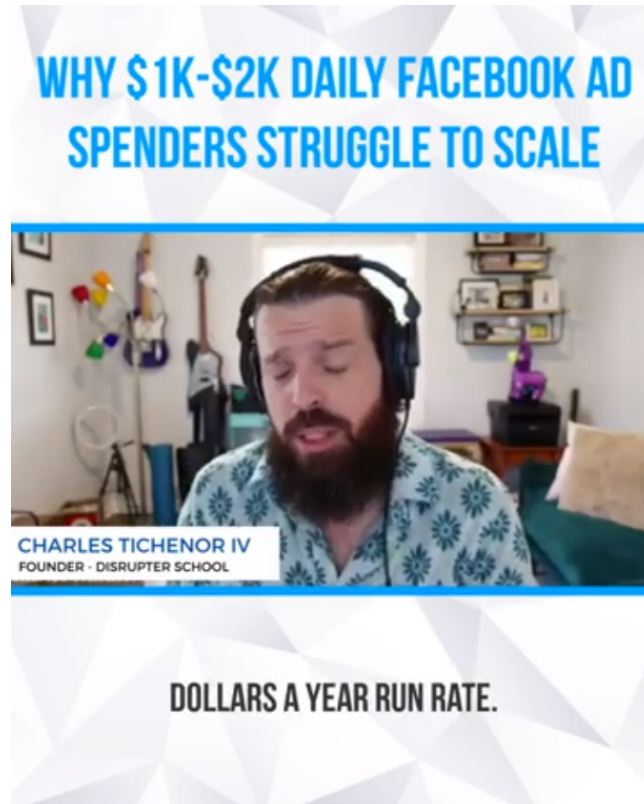 WHY $1K-$2K DAILY FACEBOOK AD
SPENDERS STRUGGLE TO SCALE
CHARLES TICHENOR IV
FOUNDER - DISRUPTER SCHOOL
DOLLARS A YEAR RUN RATE.